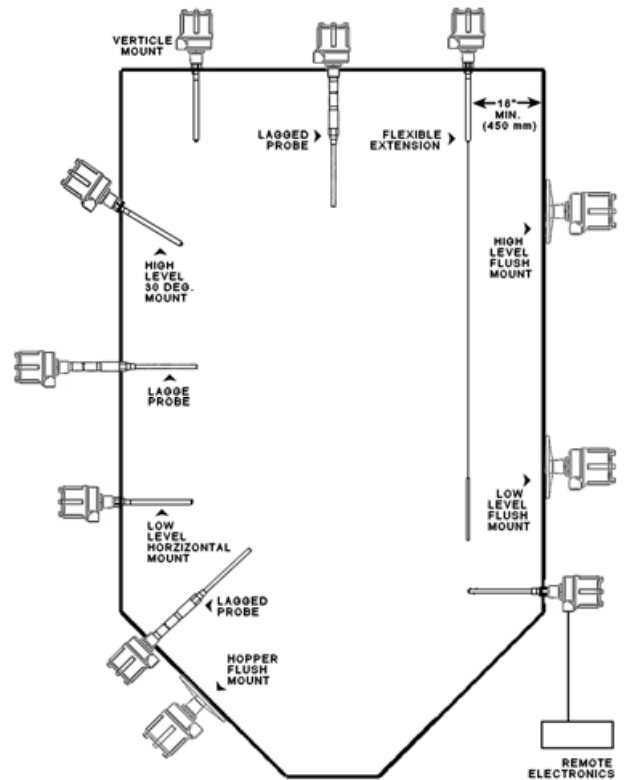 VERTICLE
MOUNT
LAGGED
PROBE
FLEXIBLE
EXTENSION
18"
MIN.
(450 mm)
HIGH
LEVEL
FLUSH
MOUNT
HIGH
LEVEL
30 DEG.
MOUNT
LAGGE
PROBE
LOW
LEVEL
FLUSH
MOUNT
LOW
LEVEL
HORZIZONTAL
MOUNT
LAGGED
PROBE
HOPPER
FLUSH
MOUNT
REMOTE
ELECTRONICS